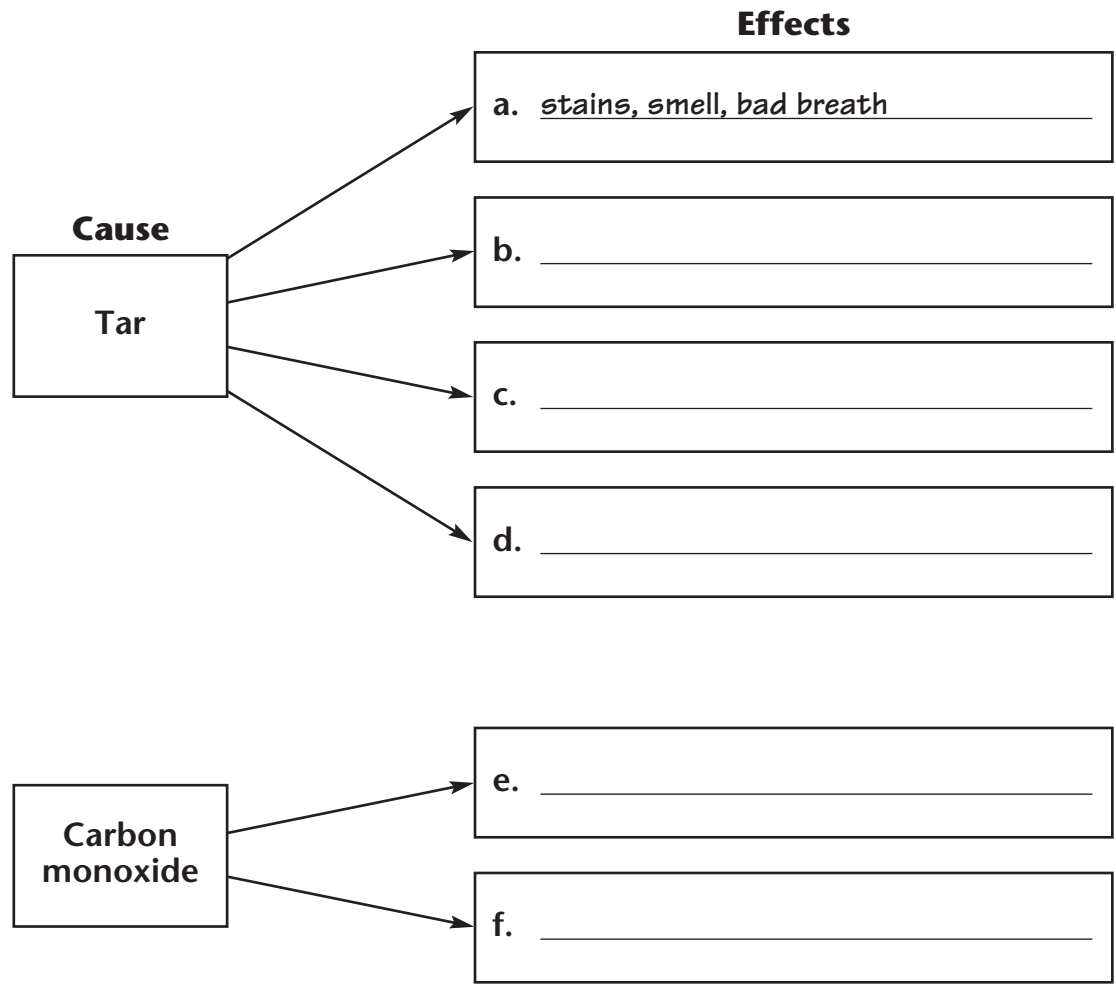 Effects
a. stains, smell, bad breath
Cause
Tar
b.
c.
d.
Carbon
monoxide
e.
f.